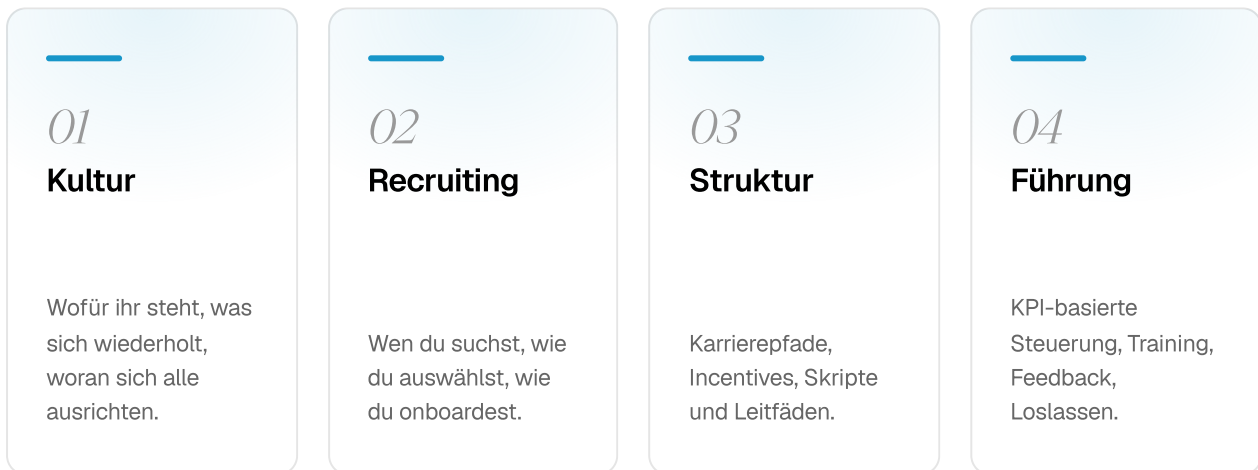 01
Kultur
Wofür ihr steht, was
sich wiederholt,
woran sich alle
ausrichten.
02
Recruiting
Wen du suchst, wie
du auswählst, wie
du onboardest.
03
Struktur
Karrierepfade,
Incentives, Skripte
und Leitfäden.
04
Führung
KPI-basierte
Steuerung, Training,
Feedback,
Loslassen.